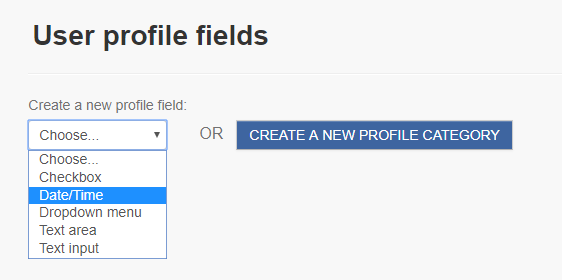 User profile fields
Create a new profile field:
Choose... OR CREATE A NEW PROFILE CATEGORY
Choose...
Checkbox
Date/Time
Dropdown menu
Text area
Text input